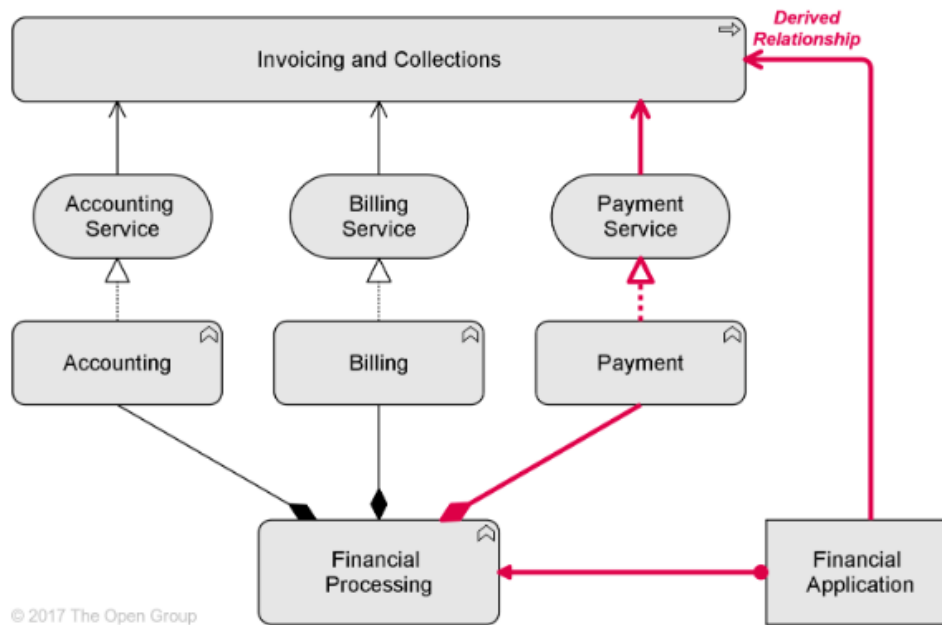 Derived
Relationship
Invoicing and Collections
Accounting
Service
Billing
Service
Payment
Service
Accounting
Billing
Payment
Financial
Processing
Financial
Application
© 2017 The Open Group